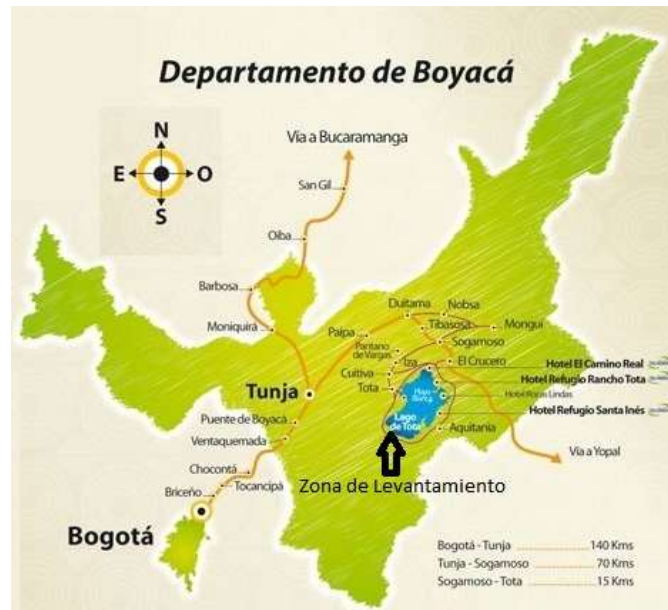 Departamento de Boyacá
N
E O
S
Vía a Bucaramanga
San Gil
Oiba
Barbosa
Moniquirá
Duitama
Nobsa
Tibasosa
Monguí
Paipa
Sogamoso
Pantano
de Vargas
Iza
El Crucero
Cuitiva
Hotel El Camino Real
Tota
Hotel Refugio Rancho Tota
Hotel Rocas Lindas
Lago
de Tota
Hotel Refugio Santa Inés
Aquitania
Tunja
Puente de Boyacá
Ventaquemada
Vía a Yopal
Chocontá
Tocancipá
Briceño
Zona de Levantamiento
Bogotá
Bogotá - Tunja 140 Kms
Tunja - Sogamoso 70 Kms
Sogamoso - Tota 15 Kms